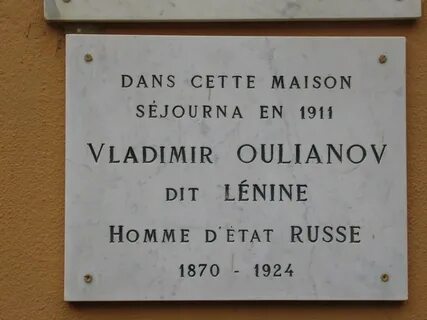 DANS CETTE MAISON
SÉJOURNA EN 1911
VLADIMIR OULIANOV
DIT LÉNINE
HOMME D'ÉTAT RUSSE
1870 - 1924